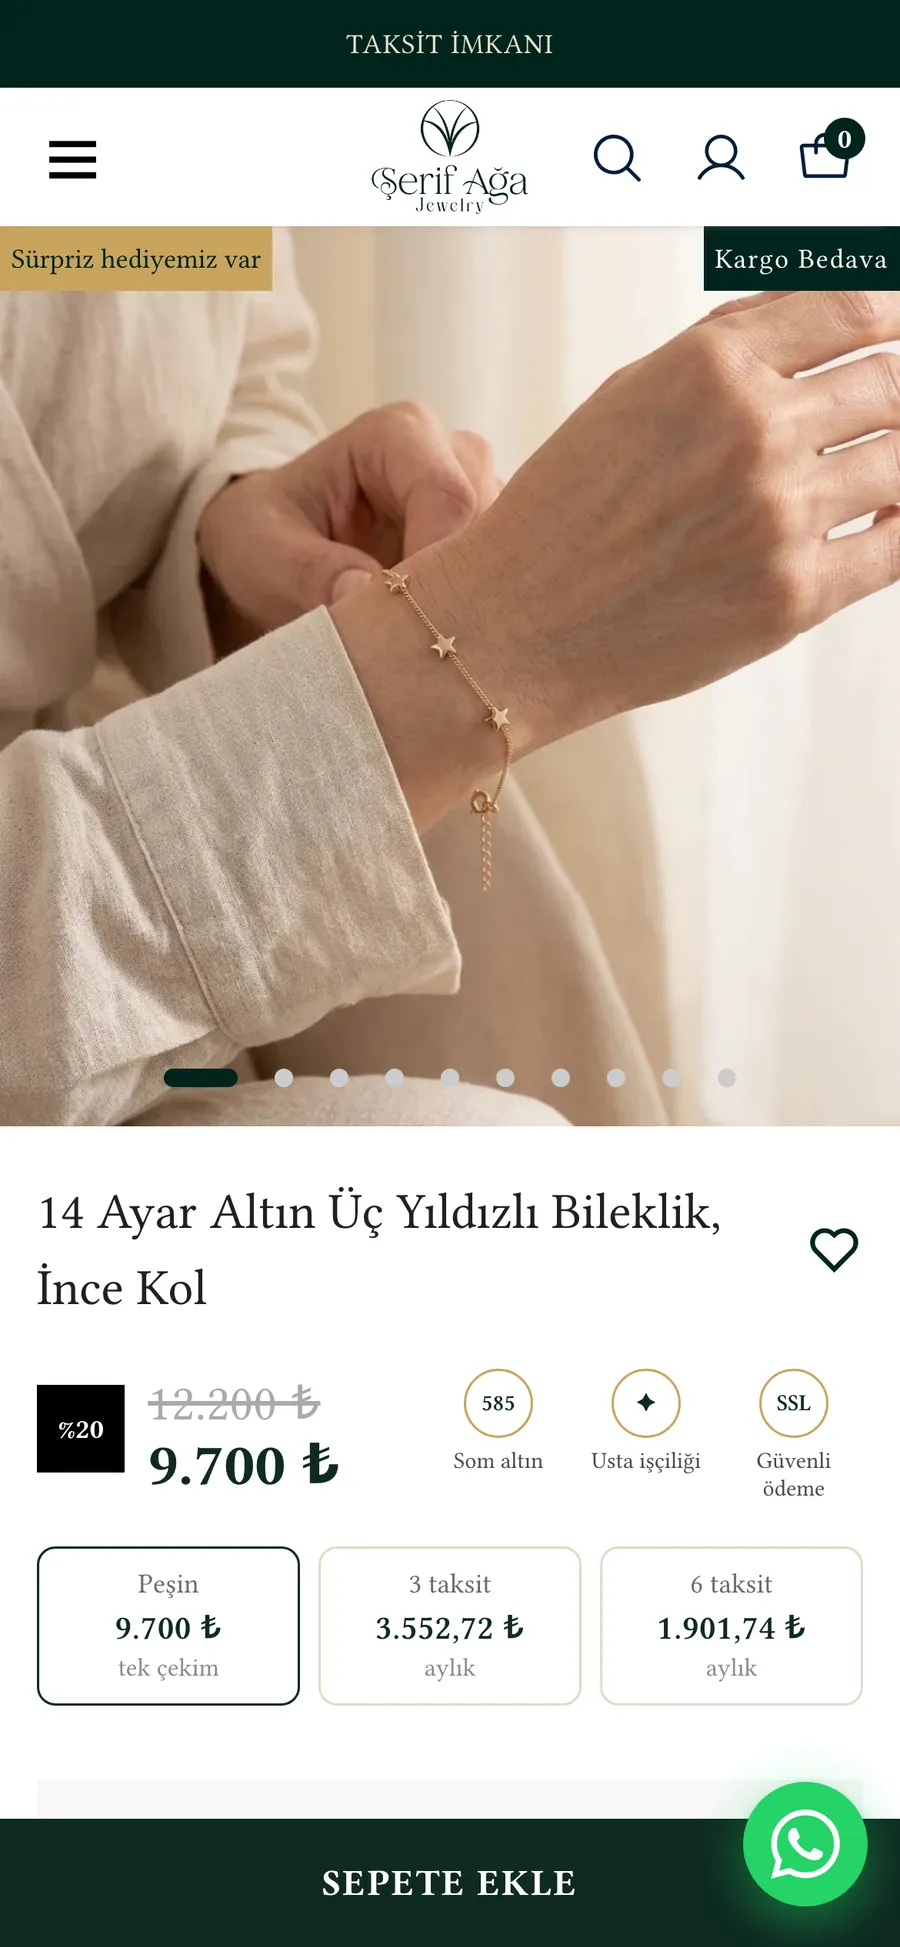 TAKSİT İMKANI
Şerif Ağa
Jewelry
0
Sürpriz hediyemiz var
Kargo Bedava
14 Ayar Altın Üç Yıldızlı Bileklik,
İnce Kol
%20
12.200 ₺
9.700 ₺
585
Som altın
✦
Usta işçiliği
SSL
Güvenli
ödeme
Peşin
9.700 ₺
tek çekim
3 taksit
3.552,72 ₺
aylık
6 taksit
1.901,74 ₺
aylık
SEPETE EKLE